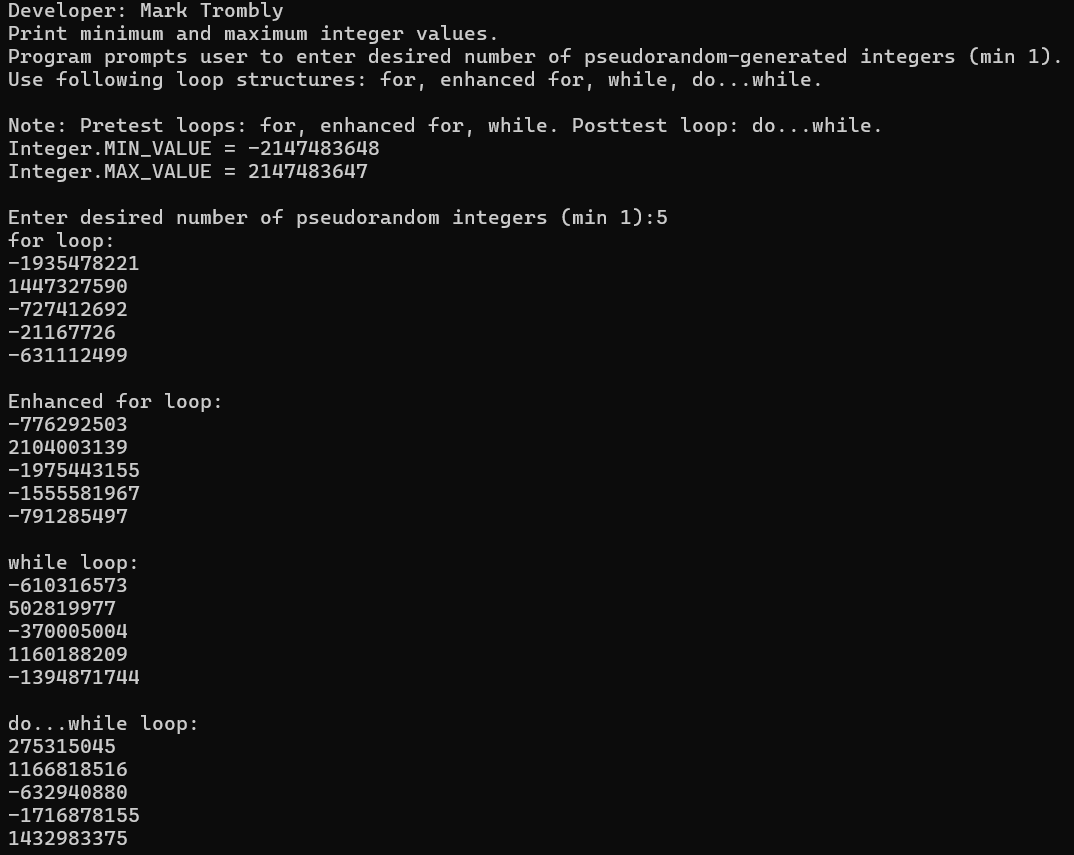 Developer: Mark Trombly
Print minimum and maximum integer values.
Program prompts user to enter desired number of pseudorandom-generated integers (min 1).
Use following loop structures: for, enhanced for, while, do...while.

Note: Pretest loops: for, enhanced for, while. Posttest loop: do...while.
Integer.MIN_VALUE = -2147483648
Integer.MAX_VALUE = 2147483647

Enter desired number of pseudorandom integers (min 1):5
for loop:
-1935478221
1447327590
-727412692
-21167726
-631112499

Enhanced for loop:
-776292503
2104003139
-1975443155
-1555581967
-791285497

while loop:
-610316573
502819977
-370005004
1160188209
-1394871744

do...while loop:
275315045
1166818516
-632940880
-1716878155
1432983375